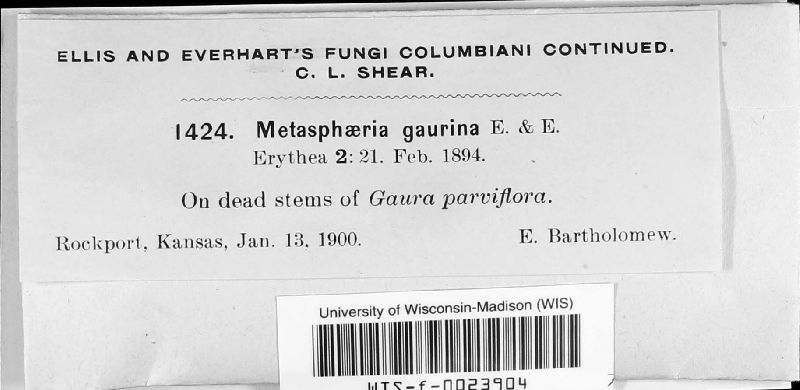 ELLIS AND EVERHART'S FUNGI COLUMBIANI CONTINUED.
C. L. SHEAR.
1424. Metasphæria gaurina E. & E.
Erythea 2: 21. Feb. 1894.
On dead stems of Gaura parviflora.
Rockport, Kansas, Jan. 13, 1900. E. Bartholomew.
University of Wisconsin-Madison (WIS)
WIS-f-0023904